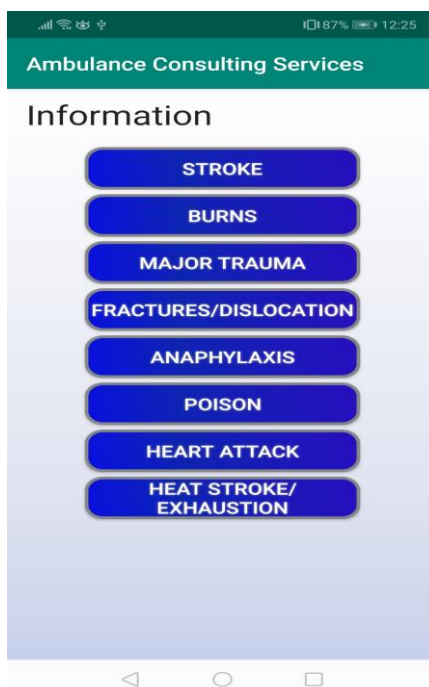 87% 12:25
Ambulance Consulting Services
Information
STROKE
BURNS
MAJOR TRAUMA
FRACTURES/DISLOCATION
ANAPHYLAXIS
POISON
HEART ATTACK
HEAT STROKE/
EXHAUSTION